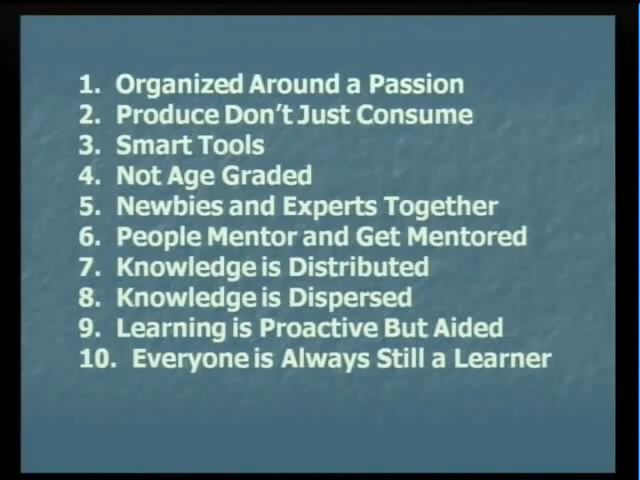 1. Organized Around a Passion
2. Produce Don't Just Consume
3. Smart Tools
4. Not Age Graded
5. Newbies and Experts Together
6. People Mentor and Get Mentored
7. Knowledge is Distributed
8. Knowledge is Dispersed
9. Learning is Proactive But Aided
10. Everyone is Always Still a Learner